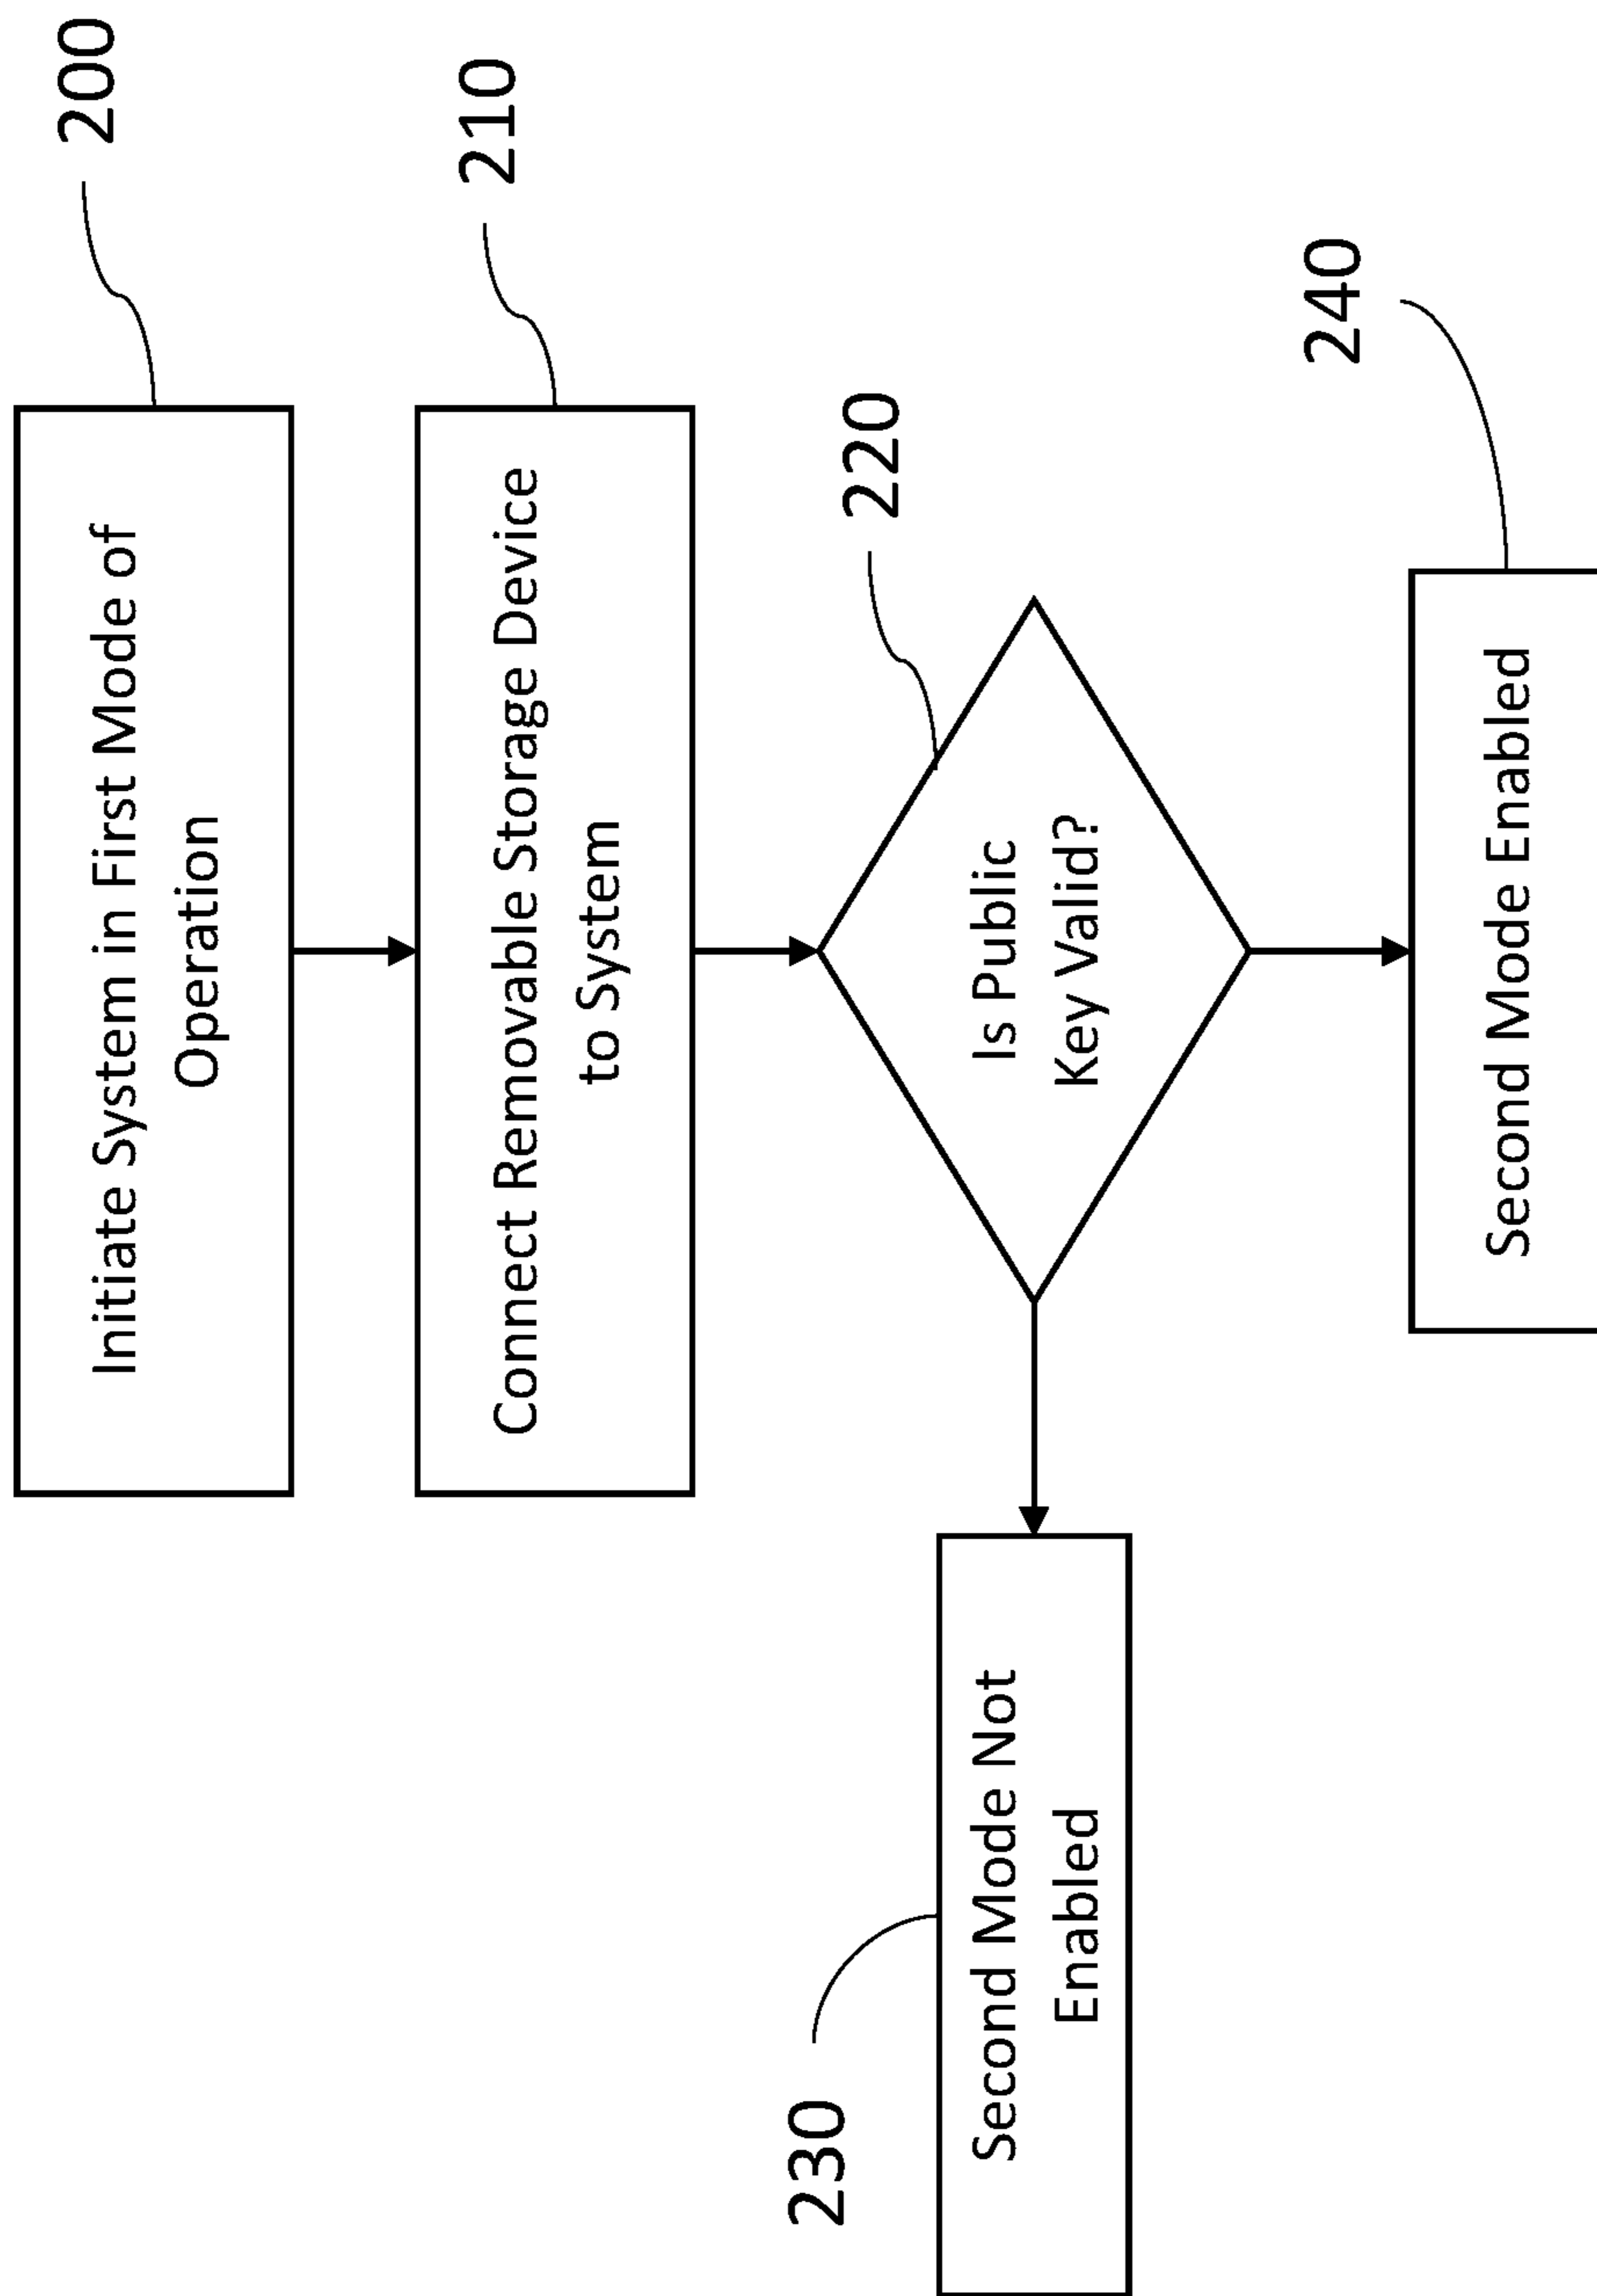 Initiate System in First Mode of
Operation
200
Connect Removable Storage Device
to System
210
Is Public
Key Valid?
220
Second Mode Not
Enabled
230
Second Mode Enabled
240